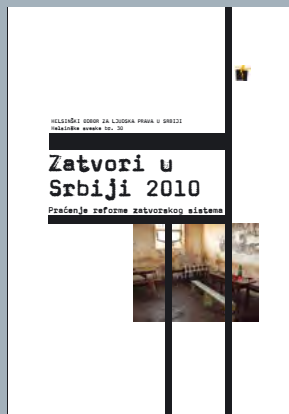 HELSINŠKI ODBOR ZA LJUDSKA PRAVA U SRBIJI
Helsinške sveske br. 30
Zatvori u
Srbiji 2010
Praćenje reforme zatvorskog sistema